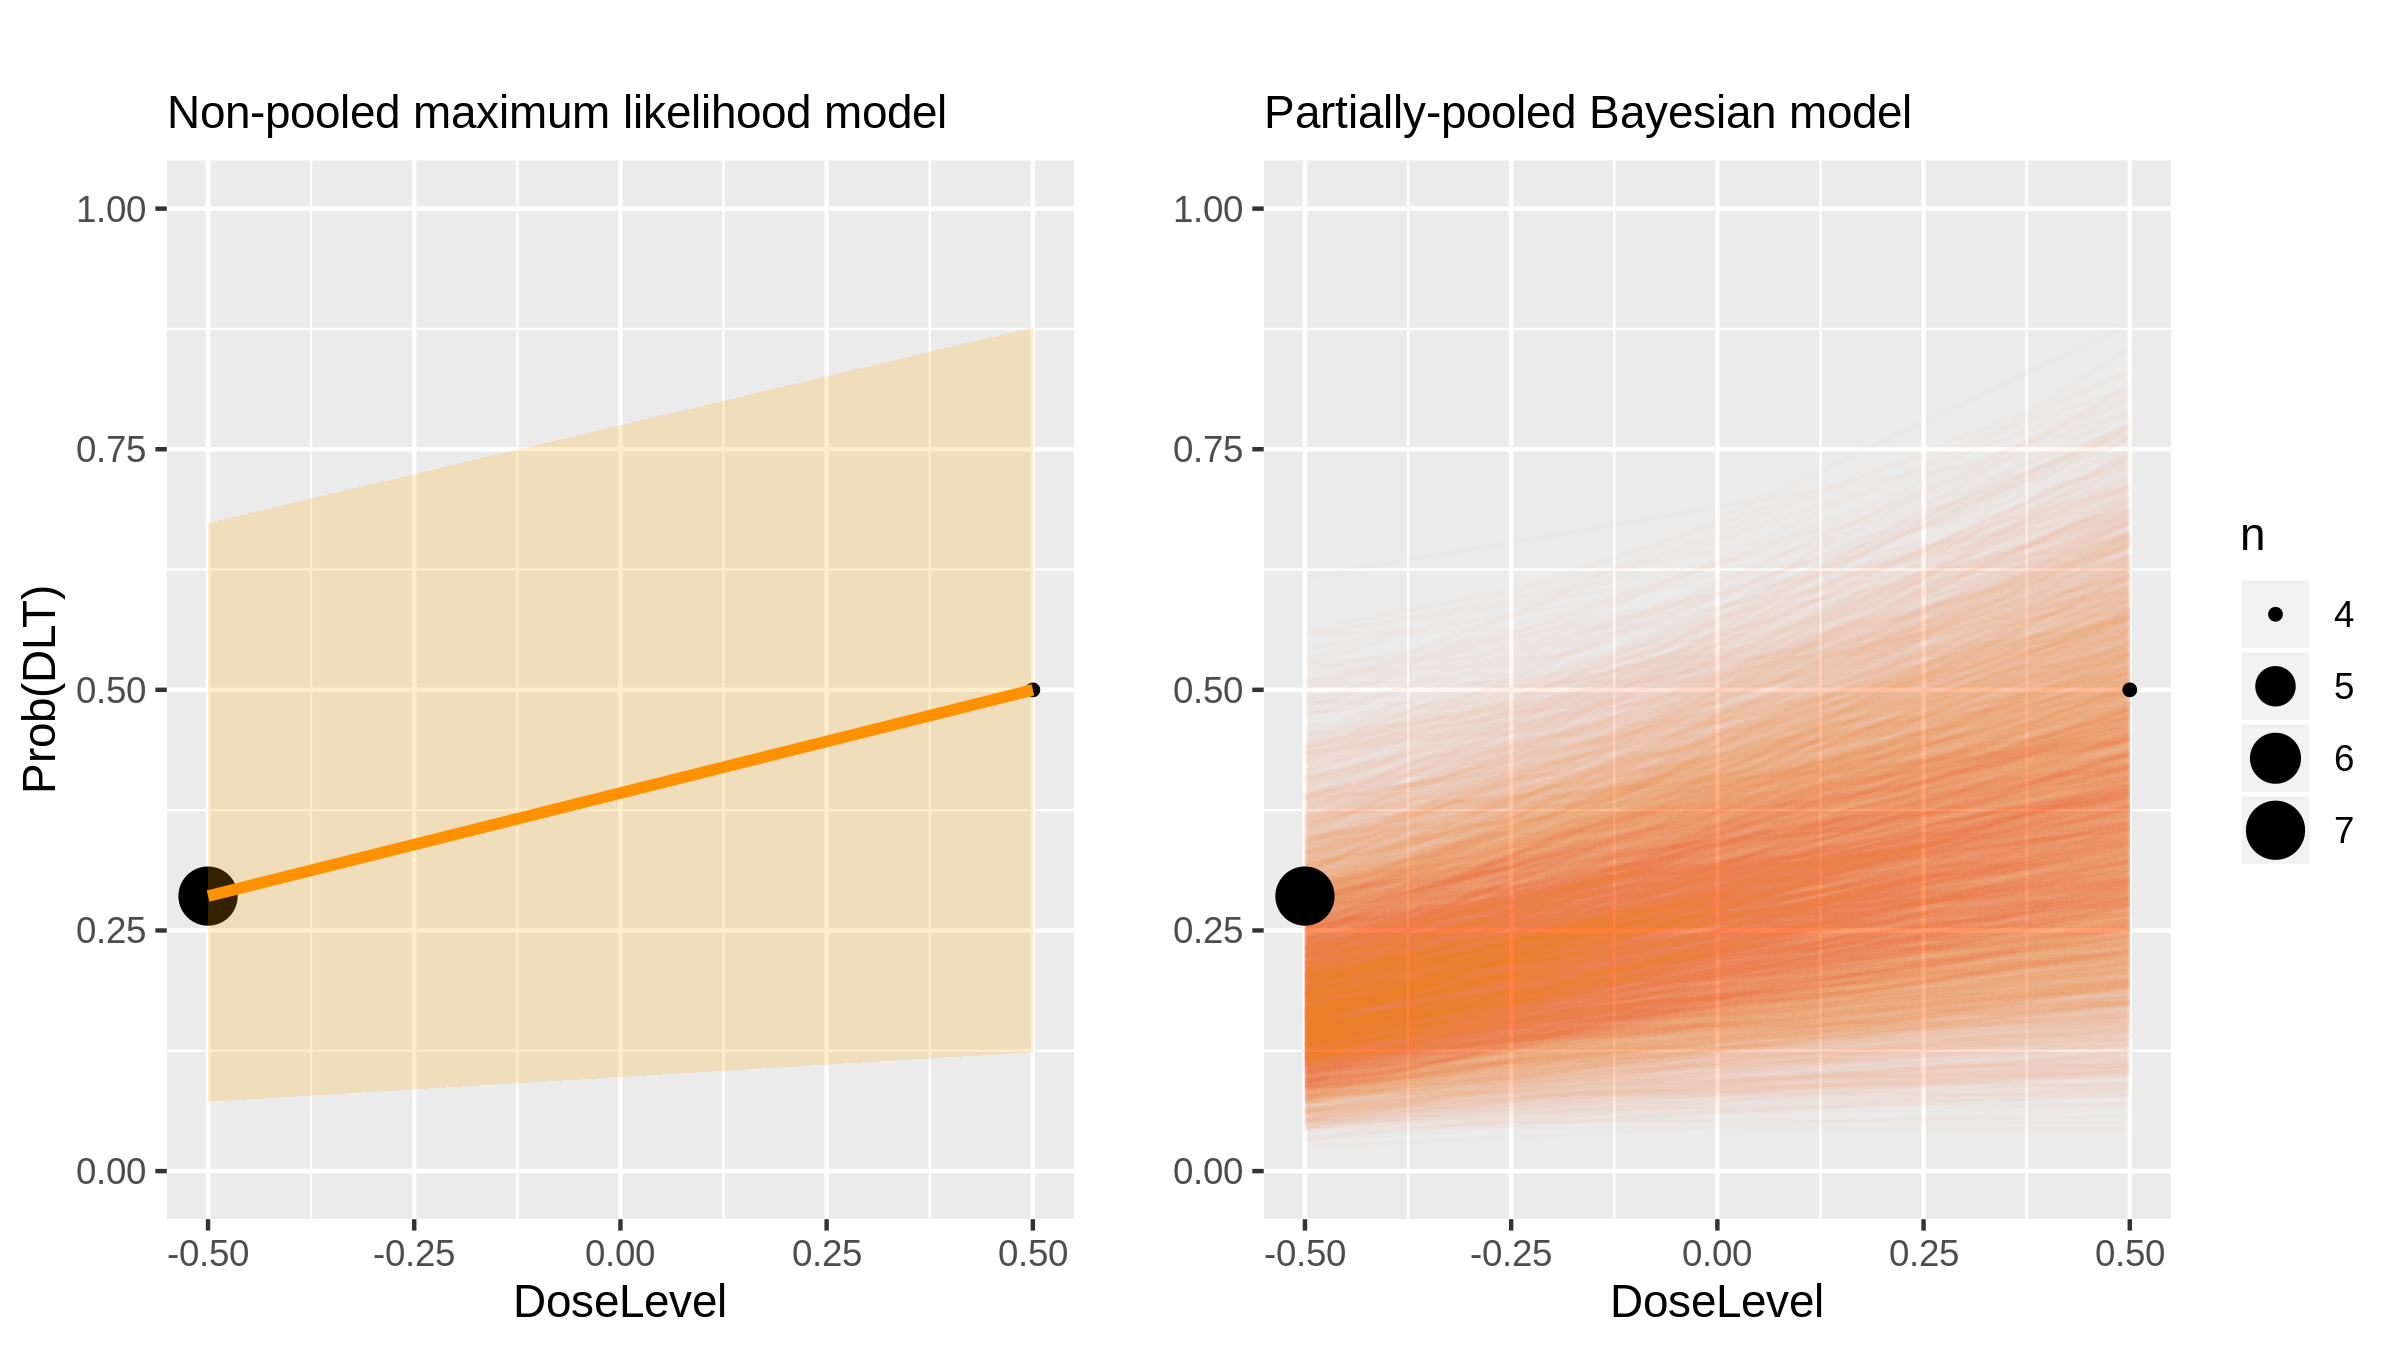 Non-pooled maximum likelihood model
Prob(DLT)
1.00
0.75
0.50
0.25
0.00
-0.50 -0.25 0.00 0.25 0.50
DoseLevel
Partially-pooled Bayesian model
1.00
0.75
0.50
0.25
0.00
-0.50 -0.25 0.00 0.25 0.50
DoseLevel
n
4
5
6
7